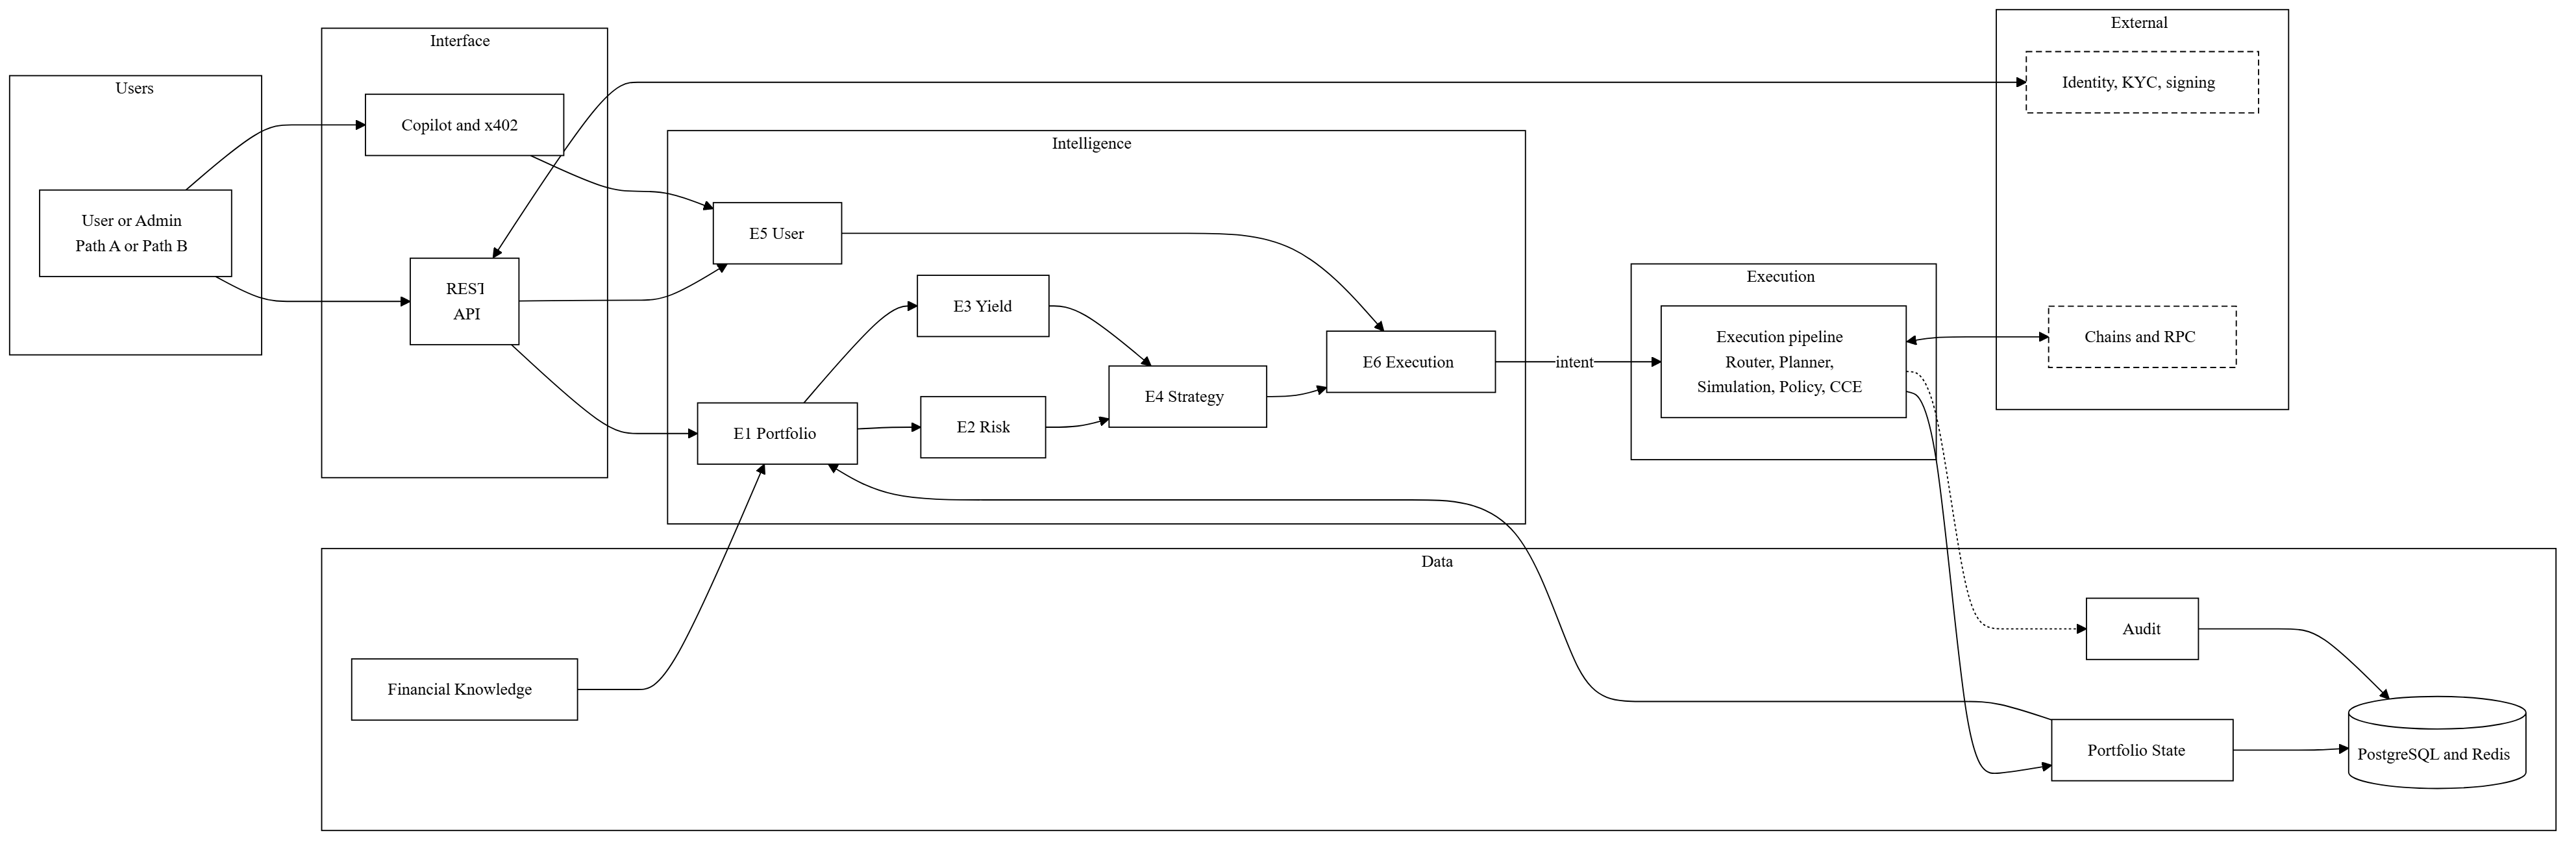 Users
User or Admin
Path A or Path B
Interface
Copilot and x402
REST
API
Intelligence
E5 User
E3 Yield
E2 Risk
E1 Portfolio
E4 Strategy
E6 Execution
intent
Execution
Execution pipeline
Router, Planner,
Simulation, Policy, CCE
External
Identity, KYC, signing
Chains and RPC
Data
Financial Knowledge
Audit
Portfolio State
PostgreSQL and Redis